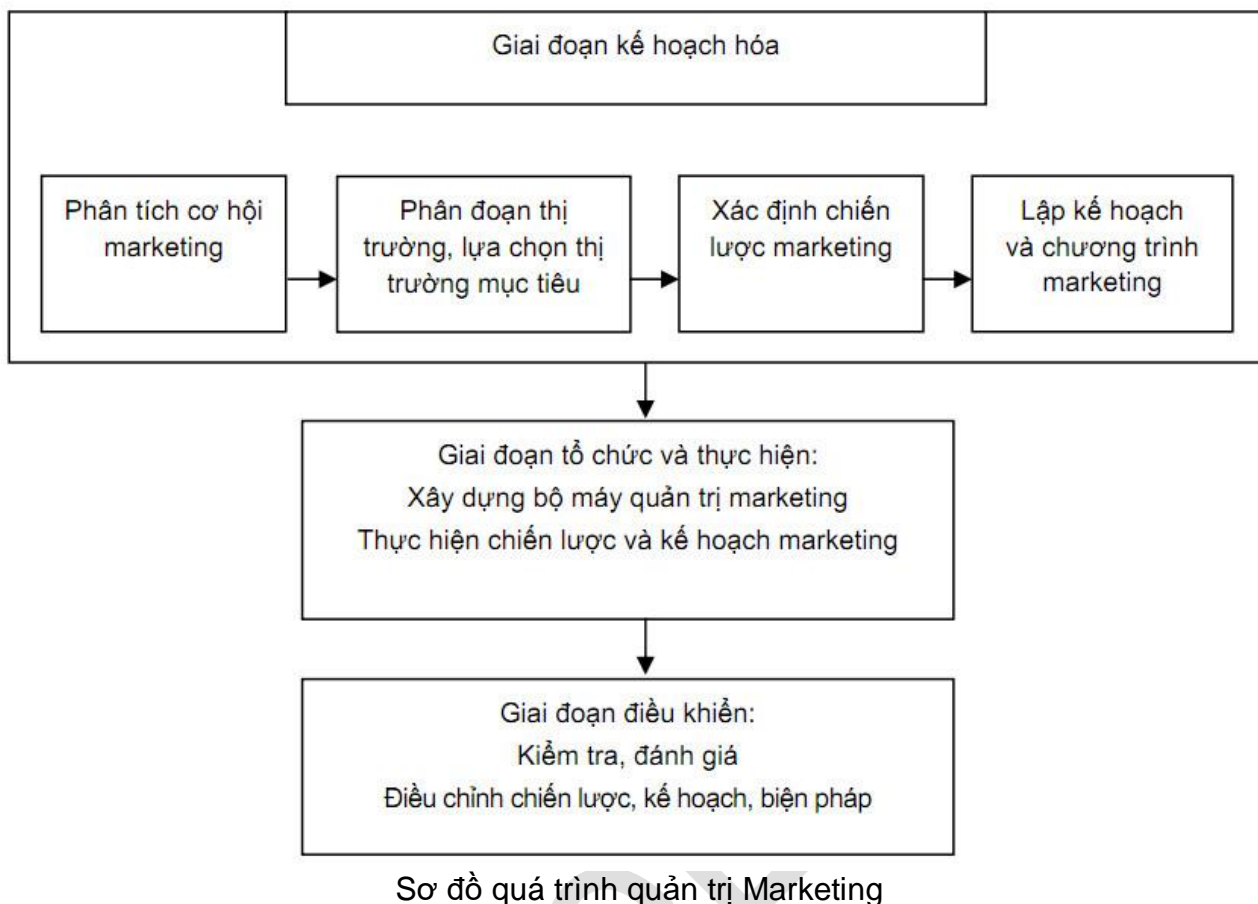 Giai đoạn kế hoạch hóa
Phân tích cơ hội
marketing
Phân đoạn thị
trường, lựa chọn thị
trường mục tiêu
Xác định chiến
lược marketing
Lập kế hoạch
và chương trình
marketing
Giai đoạn tổ chức và thực hiện:
Xây dựng bộ máy quản trị marketing
Thực hiện chiến lược và kế hoạch marketing
Giai đoạn điều khiển:
Kiểm tra, đánh giá
Điều chỉnh chiến lược, kế hoạch, biện pháp
Sơ đồ quá trình quản trị Marketing